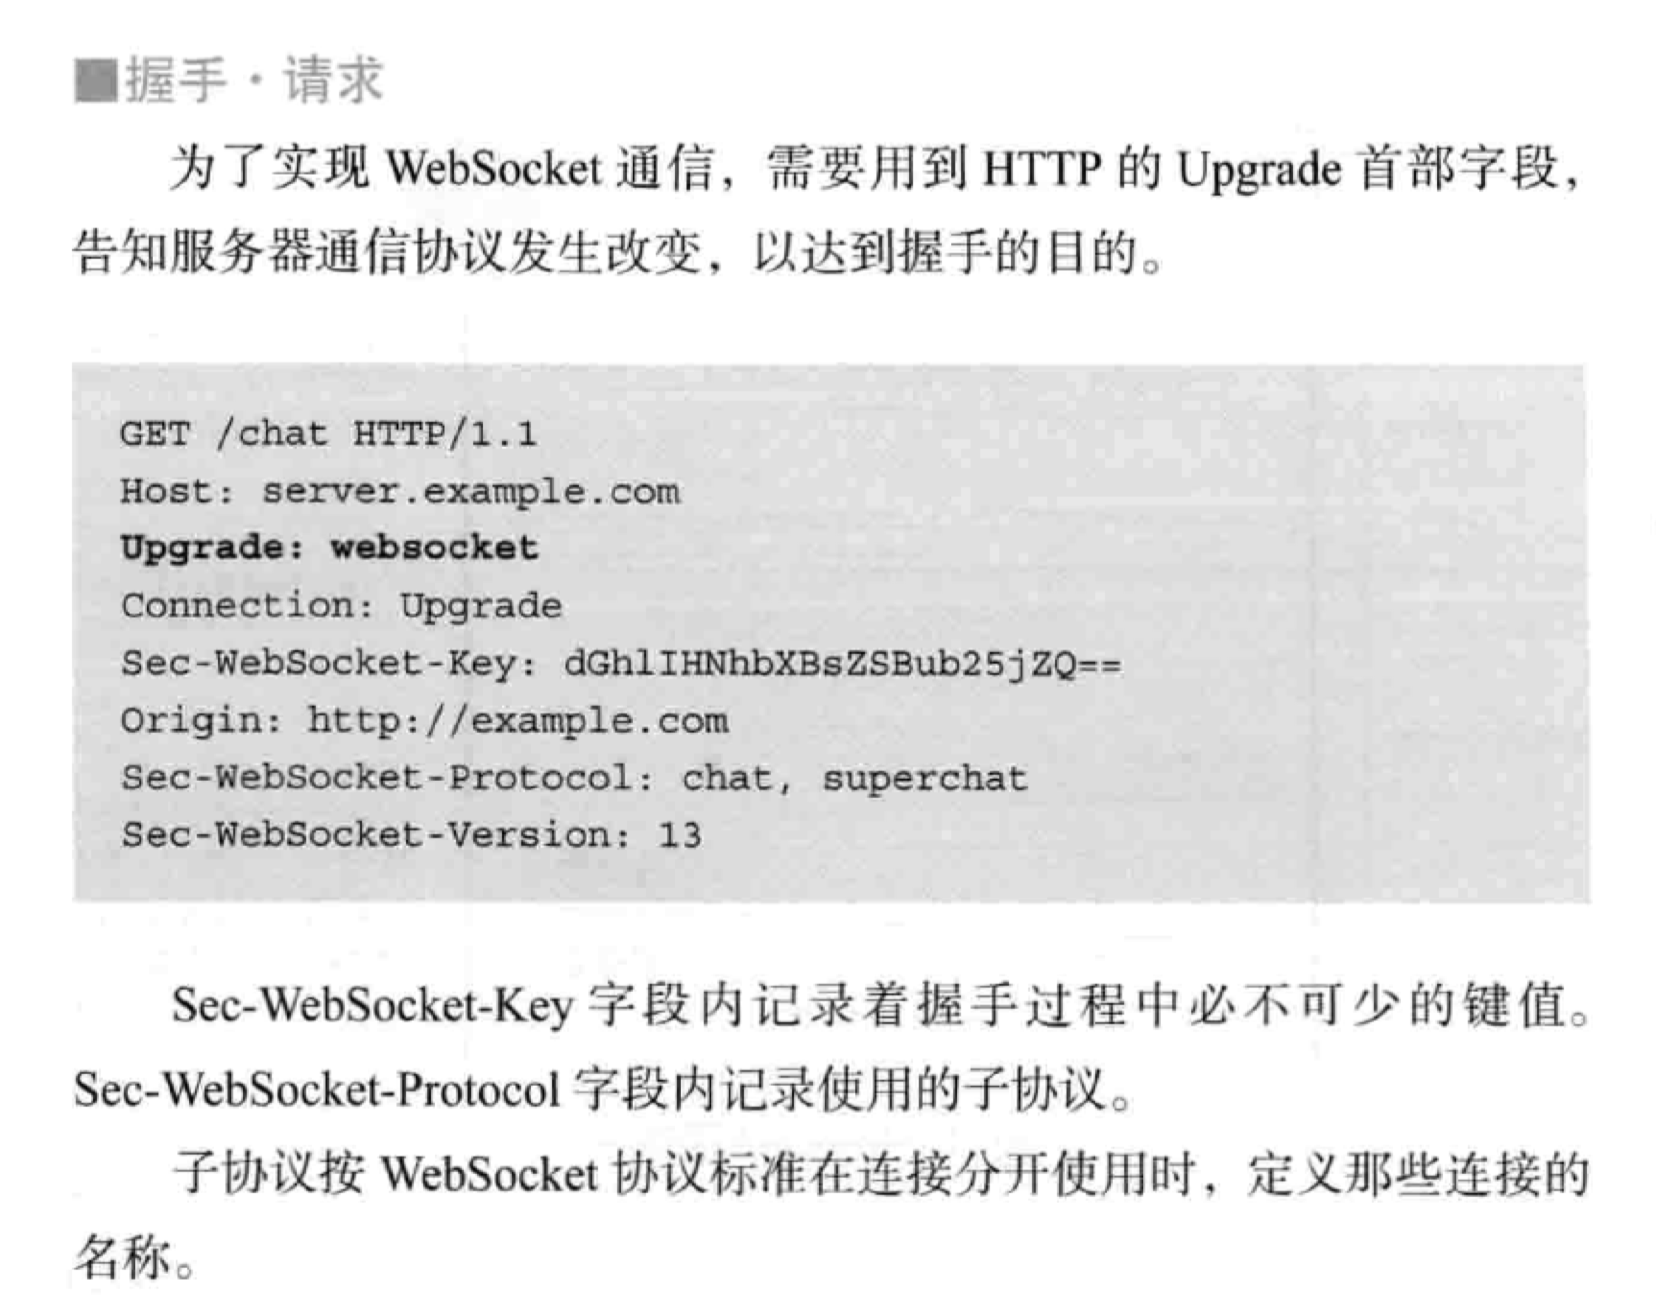 ■握手·请求
为了实现 WebSocket 通信，需要用到 HTTP 的 Upgrade 首部字段，
告知服务器通信协议发生改变，以达到握手的目的。
GET /chat HTTP/1.1
Host: server.example.com
Upgrade: websocket
Connection: Upgrade
Sec-WebSocket-Key: dGhlIHNhbXBsZSBub25jZQ==
Origin: http://example.com
Sec-WebSocket-Protocol: chat, superchat
Sec-WebSocket-Version: 13
Sec-WebSocket-Key 字段内记录着握手过程中必不可少的键值。
Sec-WebSocket-Protocol 字段内记录使用的子协议。
子协议按 WebSocket 协议标准在连接分开使用时，定义那些连接的
名称。